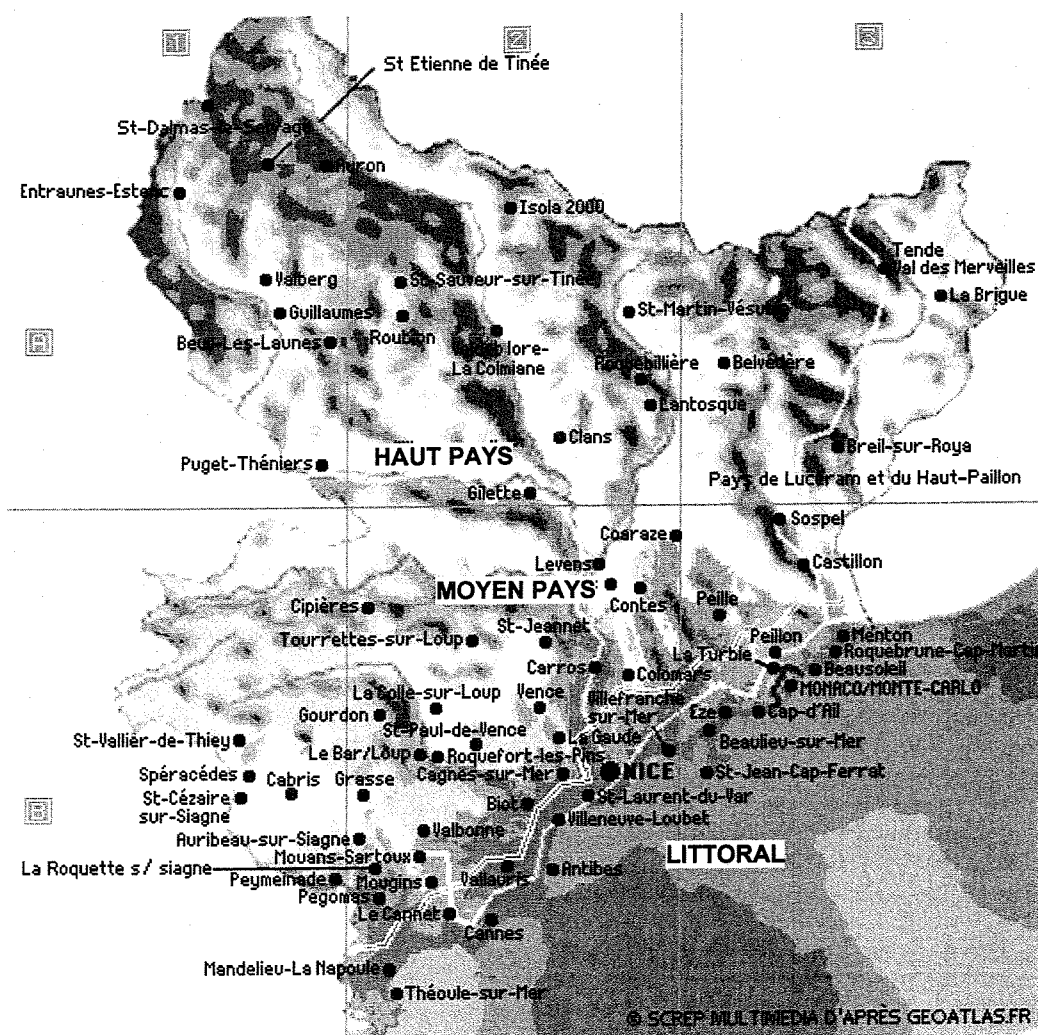 1
2
3
St Etienne de Tinée
St-Dalmas-le-Selvage
Auron
Entraunes-Estenc
Isola 2000
Tende
Val des Merveilles
Valberg
St-Sauveur-sur-Tinée
La Brigue
Guillaumes
St-Martin-Vésubie
A
Beuil-Les-Launes
Roubion
Valdeblore-
La Colmiane
Roquebillière
Belvédère
Lantosque
Clans
Breil-sur-Roya
HAUT PAYS
Puget-Théniers
Pays de Lucéram et du Haut-Paillon
Gilette
Sospel
Coaraze
Levens
Castillon
MOYEN PAYS
Contes
Peille
Cipières
St-Jeannet
Tourrettes-sur-Loup
Peillon
Menton
Roquebrune-Cap-Martin
La Turbie
Carros
Colomars
Beausoleil
MONACO/MONTE-CARLO
La Colle-sur-Loup
Vence
Villefranche
sur-Mer
Gourdon
Eze
Cap-d'Ail
St-Paul-de-Vence
Beaulieu-sur-Mer
St-Vallier-de-Thiey
La Gaude
Le Bar/Loup
Roquefort-les-Pins
Spéracédes
Cabris
Grasse
Cagnes-sur-Mer
NICE
St-Jean-Cap-Ferrat
St-Cézaire
sur-Siagne
B
Biot
St-Laurent-du-Var
Villeneuve-Loubet
Valbonne
Auribeau-sur-Siagne
Mouans-Sartoux
LITTORAL
La Roquette s/ siagne
Peymeinade
Mougins
Vallauris
Antibes
Pégomas
Le Cannet
Cannes
Mandelieu-La Napoule
Théoule-sur-Mer
© SCREP MULTIMEDIA D'APRÈS GEOATLAS.FR